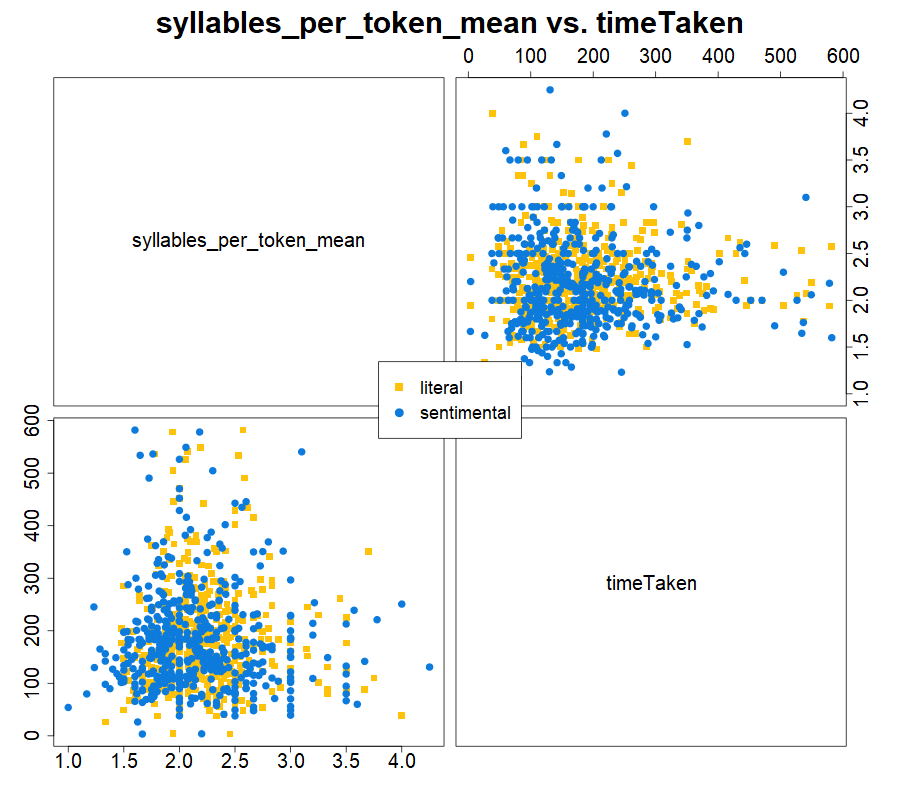 syllables_per_token_mean vs. timeTaken
0 100 200 300 400 500 600
syllables_per_token_mean
1.0 1.5 2.0 2.5 3.0 3.5 4.0
literal
sentimental
0 100 200 300 400 500 600
timeTaken
1.0 1.5 2.0 2.5 3.0 3.5 4.0